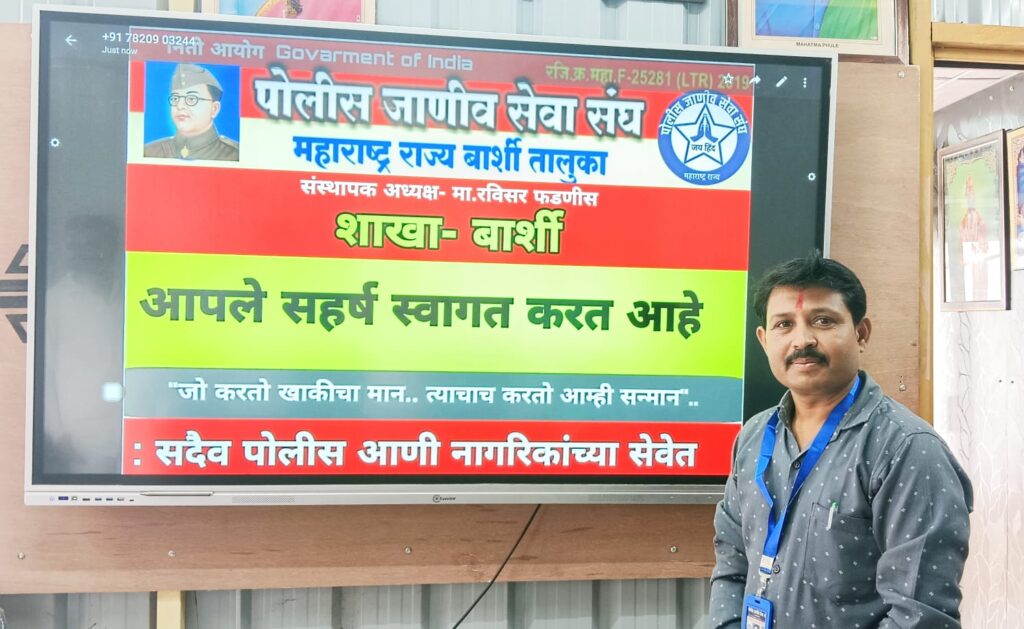 +91 78209 03244
Just now
निती आयोग Govarment of India
रजि.क्र.महा.F-25281 (LTR) 2019
पोलीस जाणीव सेवा संघ
महाराष्ट्र राज्य बार्शी तालुका
पोलीस जाणीव सेवा संघ
जय हिंद
महाराष्ट्र राज्य
संस्थापक अध्यक्ष- मा.रविसर फडणीस
शाखा- बार्शी
आपले सहर्ष स्वागत करत आहे
"जो करतो खाकीचा मान.. त्याचाच करतो आम्ही सन्मान"..
: सदैव पोलीस आणी नागरिकांच्या सेवेत
MAHATMA PHULE